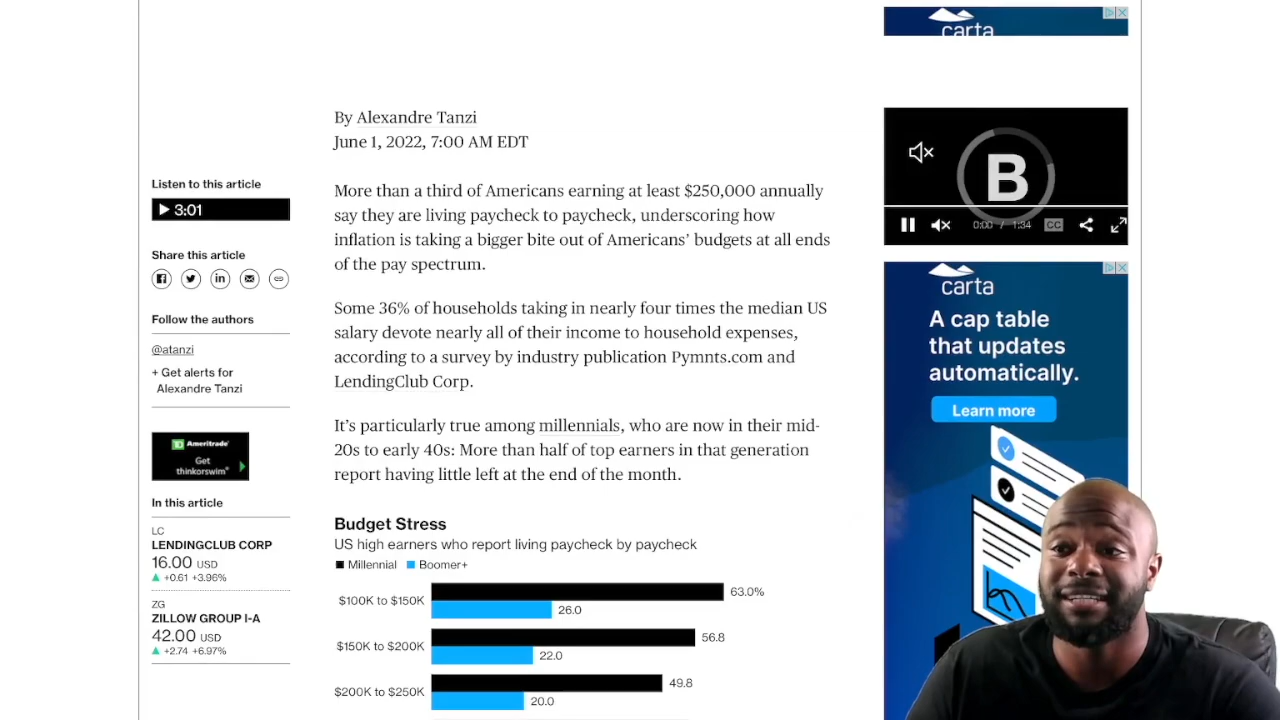 carta
By Alexandre Tanzi
June 1, 2022, 7:00 AM EDT
Listen to this article
3:01
Share this article
Follow the authors
@atanzi
+ Get alerts for
Alexandre Tanzi
Ameritrade
Get
thinkorswim
In this article
LC
LENDINGCLUB CORP
16.00 USD
+0.61 +3.96%
ZG
ZILLOW GROUP I-A
42.00 USD
+2.74 +6.97%
More than a third of Americans earning at least $250,000 annually
say they are living paycheck to paycheck, underscoring how
inflation is taking a bigger bite out of Americans’ budgets at all ends
of the pay spectrum.
Some 36% of households taking in nearly four times the median US
salary devote nearly all of their income to household expenses,
according to a survey by industry publication Pymnts.com and
LendingClub Corp.
It’s particularly true among millennials, who are now in their mid-
20s to early 40s: More than half of top earners in that generation
report having little left at the end of the month.
Budget Stress
US high earners who report living paycheck by paycheck
Millennial Boomer+
$100K to $150K 63.0%
26.0
$150K to $200K 56.8
22.0
$200K to $250K 49.8
20.0
B
0:00 / 1:34 CC
carta
A cap table
that updates
automatically.
Learn more